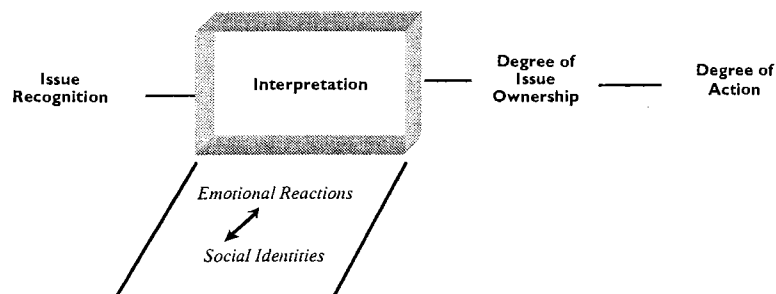 Issue
Recognition
Interpretation
Degree of
Issue
Ownership
Degree of
Action
Emotional Reactions
Social Identities